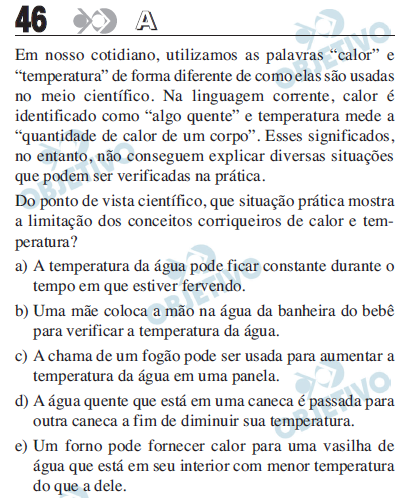 46 A
Em nosso cotidiano, utilizamos as palavras “calor” e
“temperatura” de forma diferente de como elas são usadas
no meio científico. Na linguagem corrente, calor é
identificado como “algo quente” e temperatura mede a
“quantidade de calor de um corpo”. Esses significados,
no entanto, não conseguem explicar diversas situações
que podem ser verificadas na prática.
Do ponto de vista científico, que situação prática mostra
a limitação dos conceitos corriqueiros de calor e tem-
peratura?
a) A temperatura da água pode ficar constante durante o
tempo em que estiver fervendo.
b) Uma mãe coloca a mão na água da banheira do bebê
para verificar a temperatura da água.
c) A chama de um fogão pode ser usada para aumentar a
temperatura da água em uma panela.
d) A água quente que está em uma caneca é passada para
outra caneca a fim de diminuir sua temperatura.
e) Um forno pode fornecer calor para uma vasilha de
água que está em seu interior com menor temperatura
do que a dele.
OBJETIVO
OBJETIVO
OBJETIVO
OBJETIVO